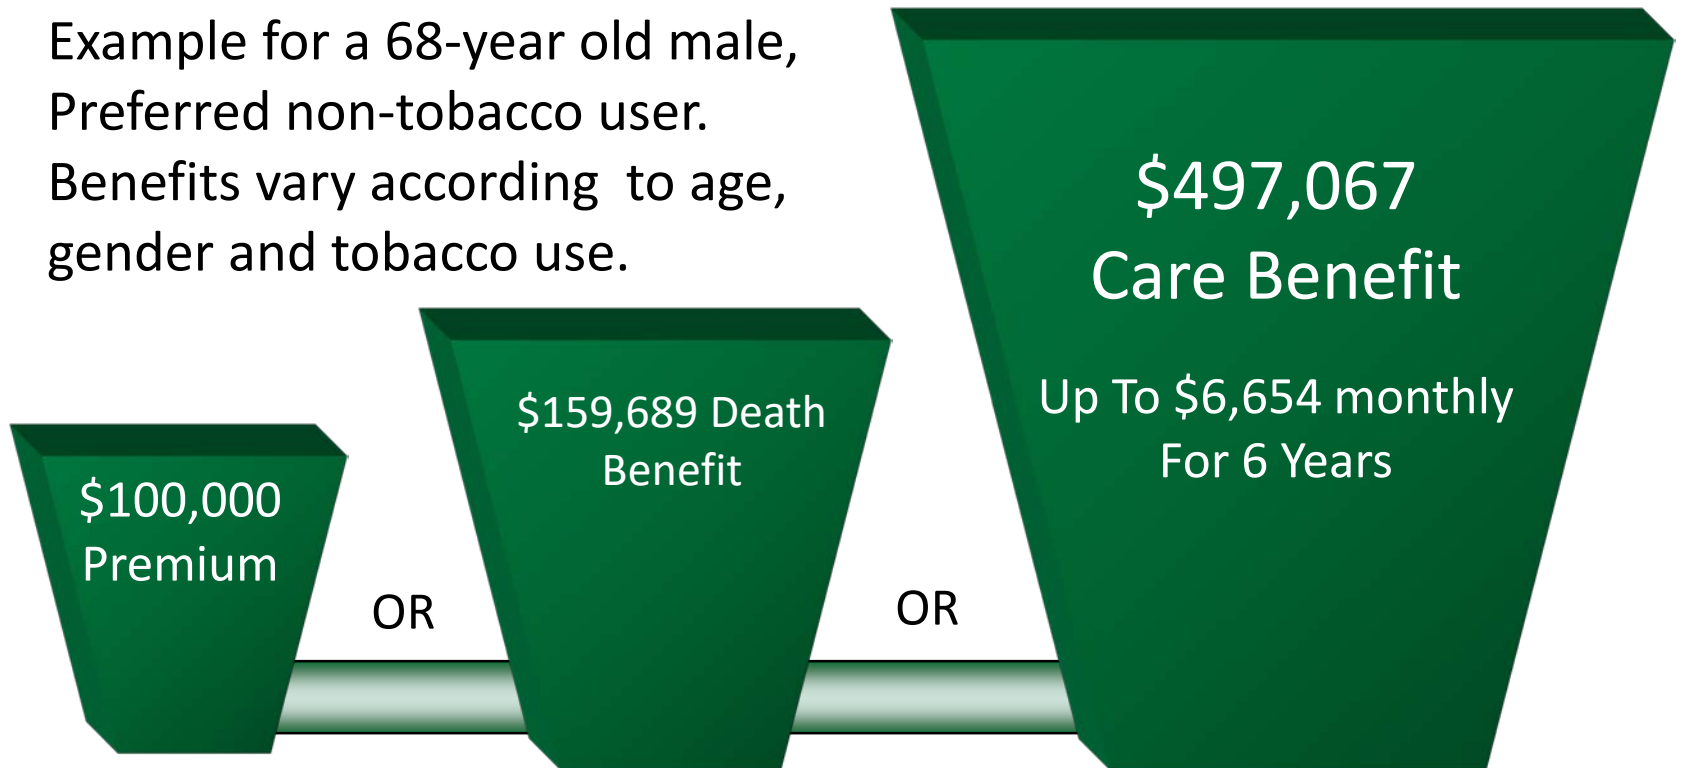 Example for a 68-year old male,
Preferred non-tobacco user.
Benefits vary according  to age,
gender and tobacco use.
$100,000
Premium
OR
$159,689 Death
Benefit
OR
$497,067
Care Benefit
Up To $6,654 monthly
For 6 Years